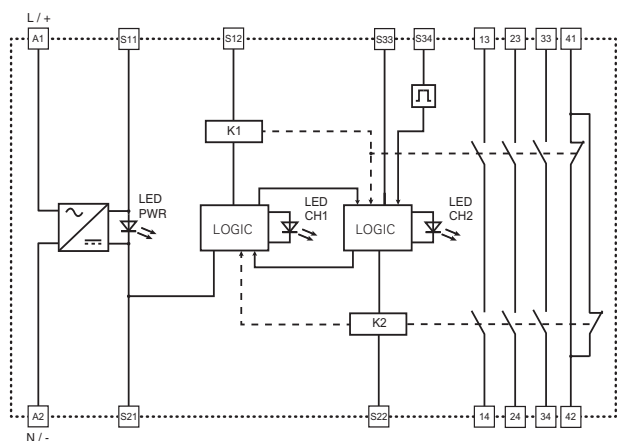 L / +
A1 S11 S12 S33 S34 13 23 33 41
K1
LED
PWR
LOGIC
LED
CH1
LOGIC
LED
CH2
K2
A2 S21 S22 14 24 34 42
N / -